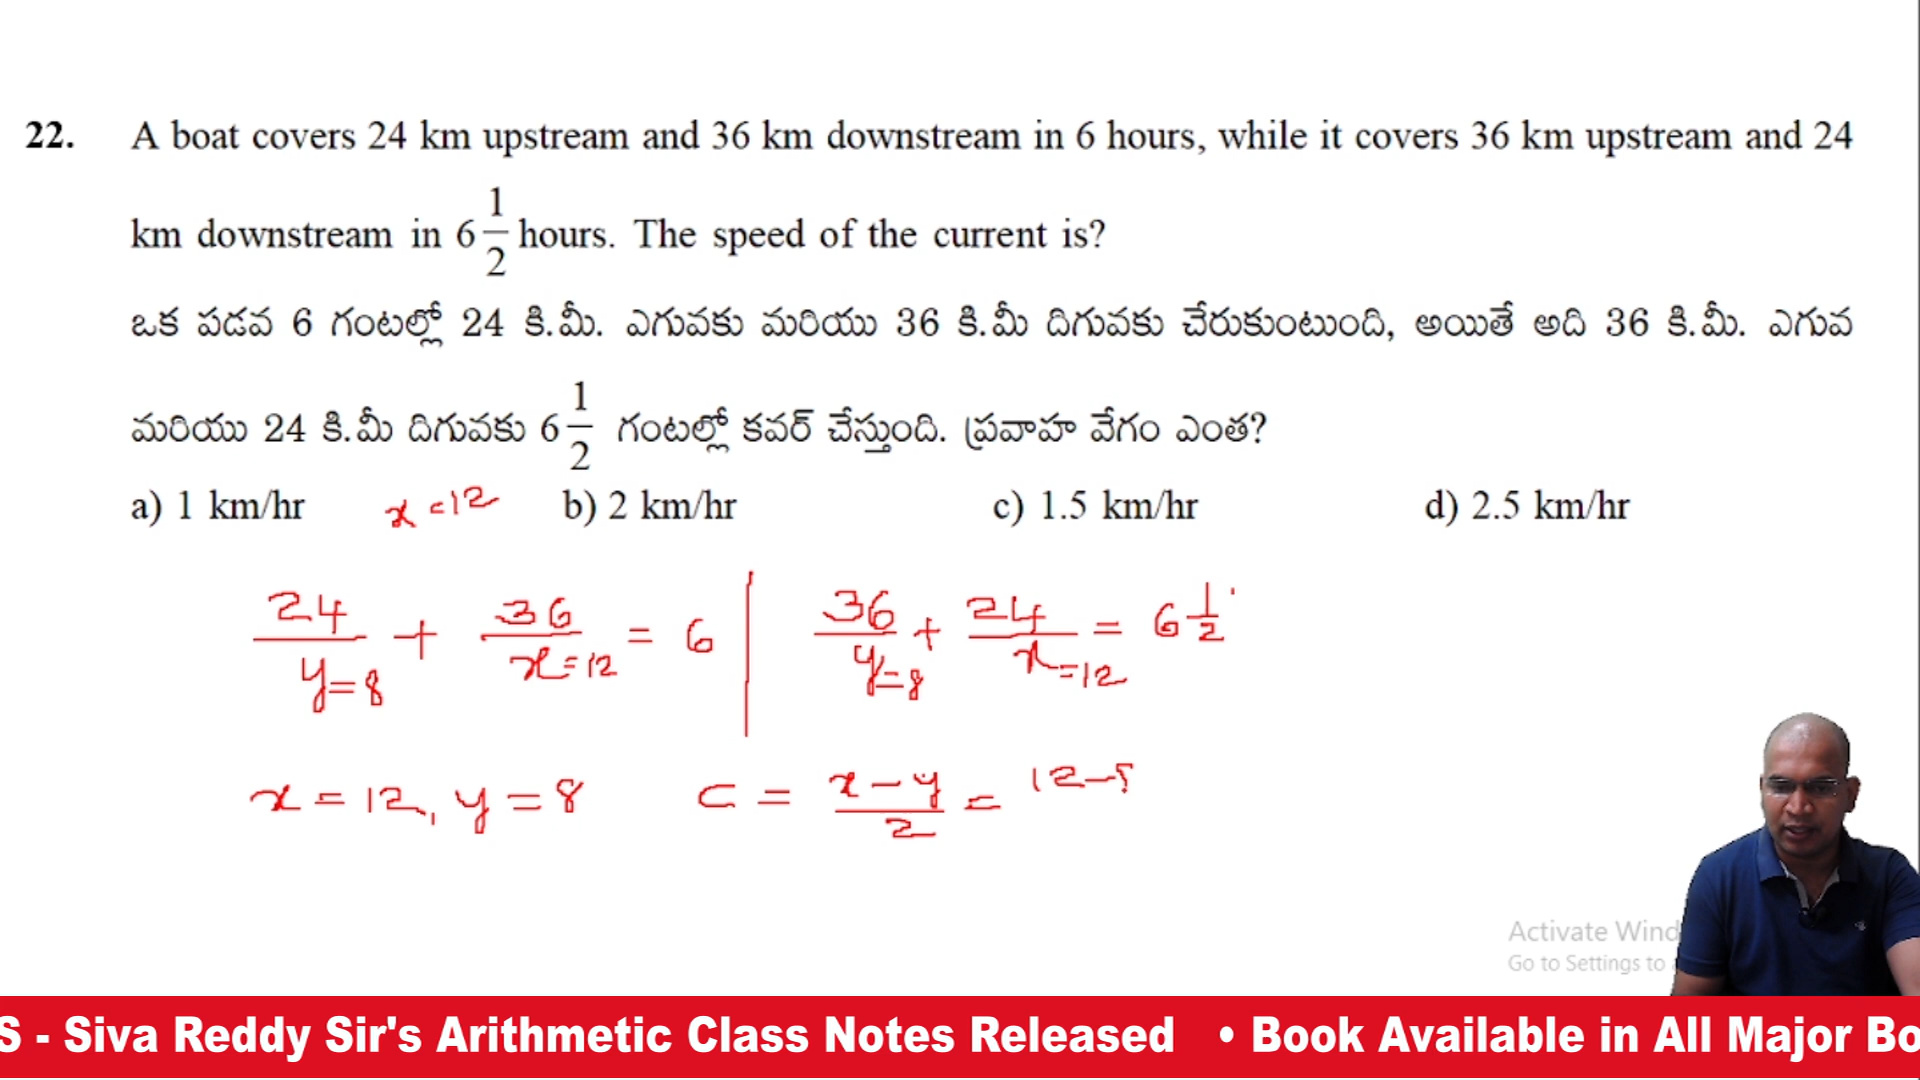 22. A boat covers 24 km upstream and 36 km downstream in 6 hours, while it covers 36 km upstream and 24
km downstream in 6 1/2 hours. The speed of the current is?
ఒక పడవ 6 గంటల్లో 24 కి.మీ. ఎగువకు మరియు 36 కి.మీ దిగువకు చేరుకుంటుంది, అయితే అది 36 కి.మీ. ఎగువ
మరియు 24 కి.మీ దిగువకు 6 1/2 గంటల్లో కవర్ చేస్తుంది. ప్రవాహ వేగం ఎంత?
a) 1 km/hr x = 12 b) 2 km/hr c) 1.5 km/hr d) 2.5 km/hr
24/y=8 + 36/x=12 = 6 | 36/y=8 + 24/x=12 = 6 1/2
x = 12, y = 8 c = x-y/2 = 12-
Activate Wind
Go to Settings to
S - Siva Reddy Sir's Arithmetic Class Notes Released • Book Available in All Major Bo